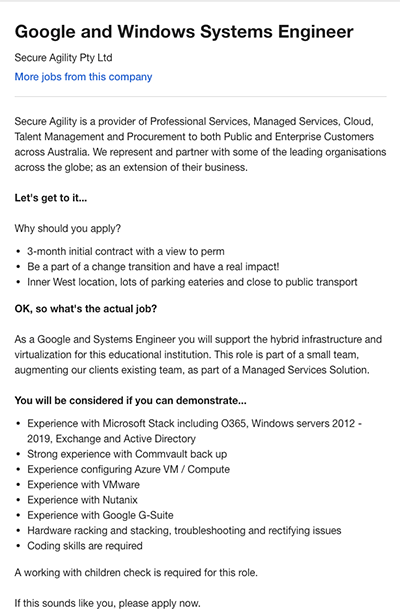 Google and Windows Systems Engineer
Secure Agility Pty Ltd
More jobs from this company
Secure Agility is a provider of Professional Services, Managed Services, Cloud,
Talent Management and Procurement to both Public and Enterprise Customers
across Australia. We represent and partner with some of the leading organisations
across the globe; as an extension of their business.
Let's get to it...
Why should you apply?
• 3-month initial contract with a view to perm
• Be a part of a change transition and have a real impact!
• Inner West location, lots of parking eateries and close to public transport
OK, so what's the actual job?
As a Google and Systems Engineer you will support the hybrid infrastructure and
virtualization for this educational institution. This role is part of a small team,
augmenting our clients existing team, as part of a Managed Services Solution.
You will be considered if you can demonstrate...
• Experience with Microsoft Stack including O365, Windows servers 2012 -
2019, Exchange and Active Directory
• Strong experience with Commvault back up
• Experience configuring Azure VM / Compute
• Experience with VMware
• Experience with Nutanix
• Experience with Google G-Suite
• Hardware racking and stacking, troubleshooting and rectifying issues
• Coding skills are required
A working with children check is required for this role.
If this sounds like you, please apply now.